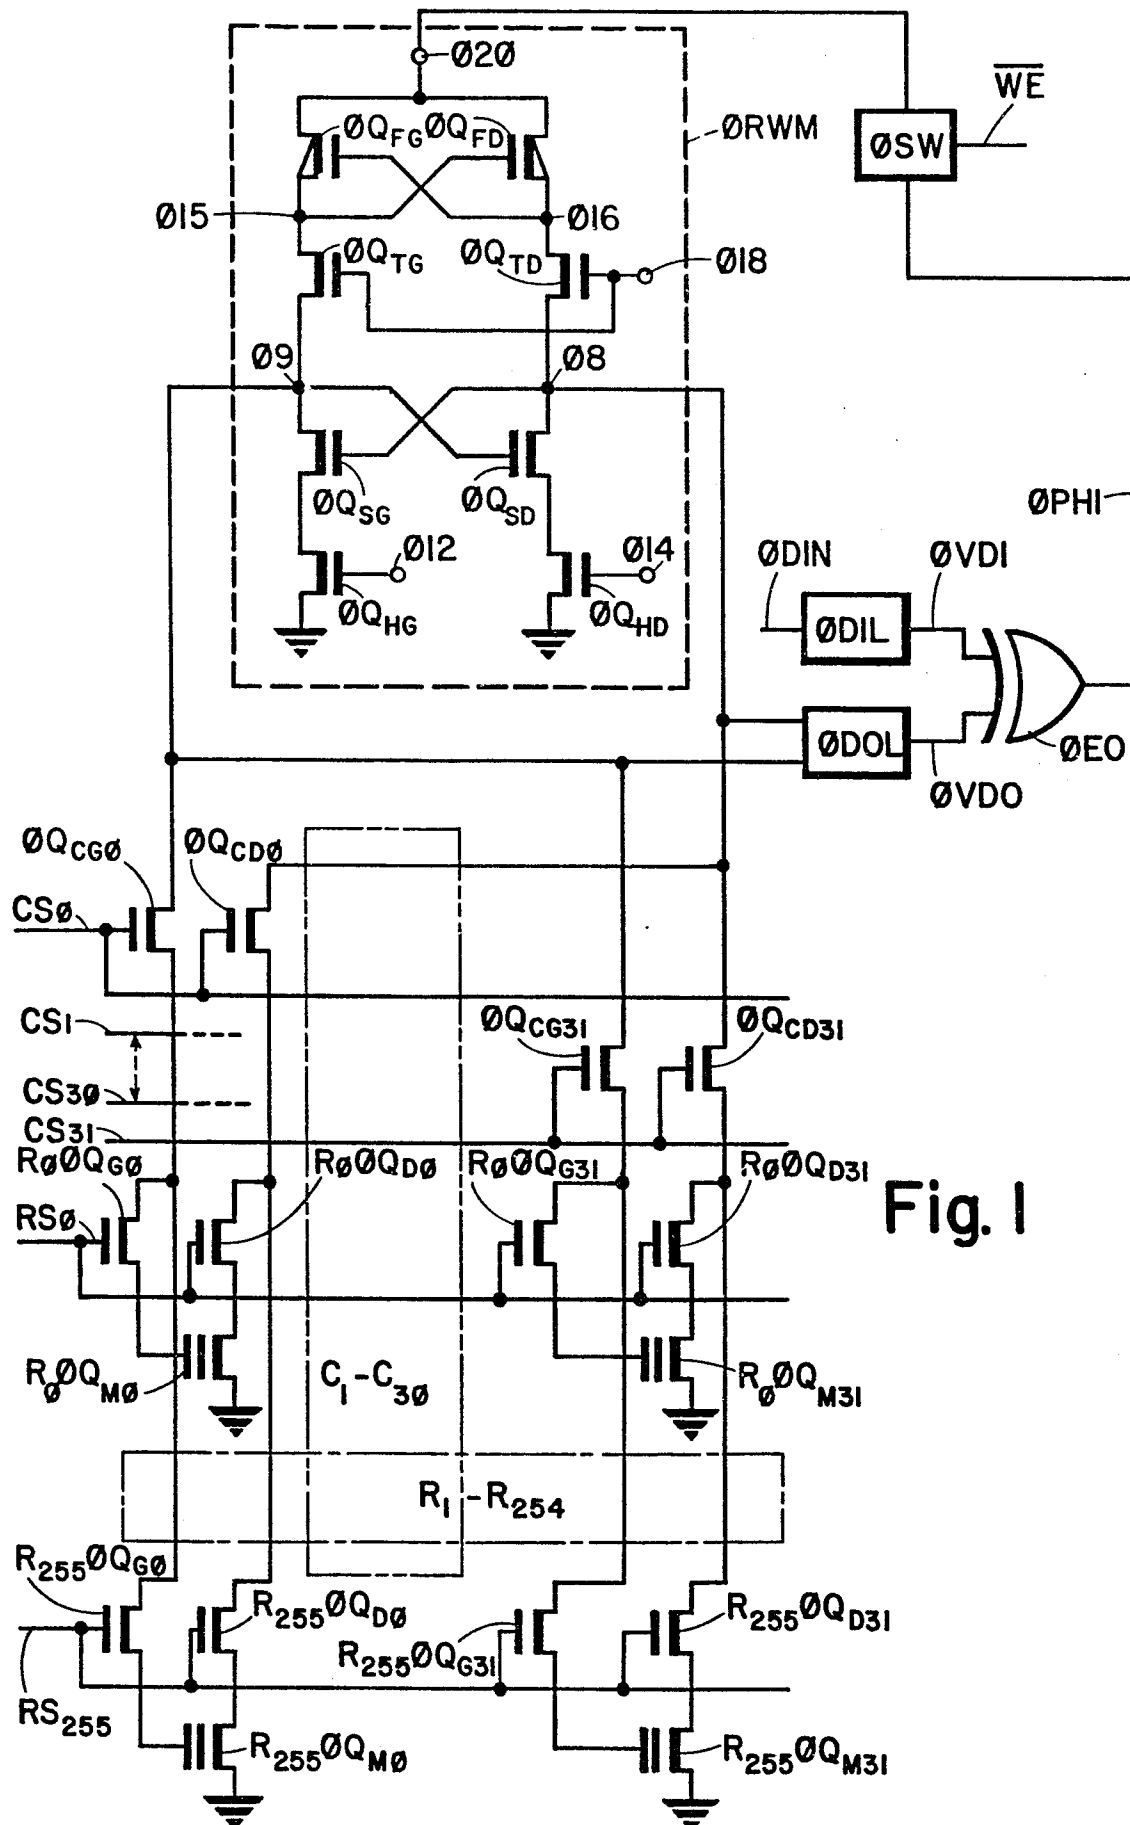 Ø20
WE
ØQFG ØQFD
ØRWM
ØSW
Ø15
Ø16
ØQTG
ØQTD
Ø18
Ø9
Ø8
ØQSG
ØQSD
ØPHI
Ø12
Ø14
ØDIN
ØVDI
ØQHG
ØQHD
ØDIL
ØDOL
ØEO
ØVDO
ØQCGØ
ØQCDØ
CSØ
CS1
ØQCG31
ØQCD31
CS3Ø
CS31
RØØQGØ
RØØQDØ
RØØQG31
RØØQD31
RSØ
Fig. 1
RØØQMØ
C1-C3Ø
RØØQM31
R1-R254
R255ØQGØ
R255ØQDØ
R255ØQG31
R255ØQD31
RS255
R255ØQMØ
R255ØQM31